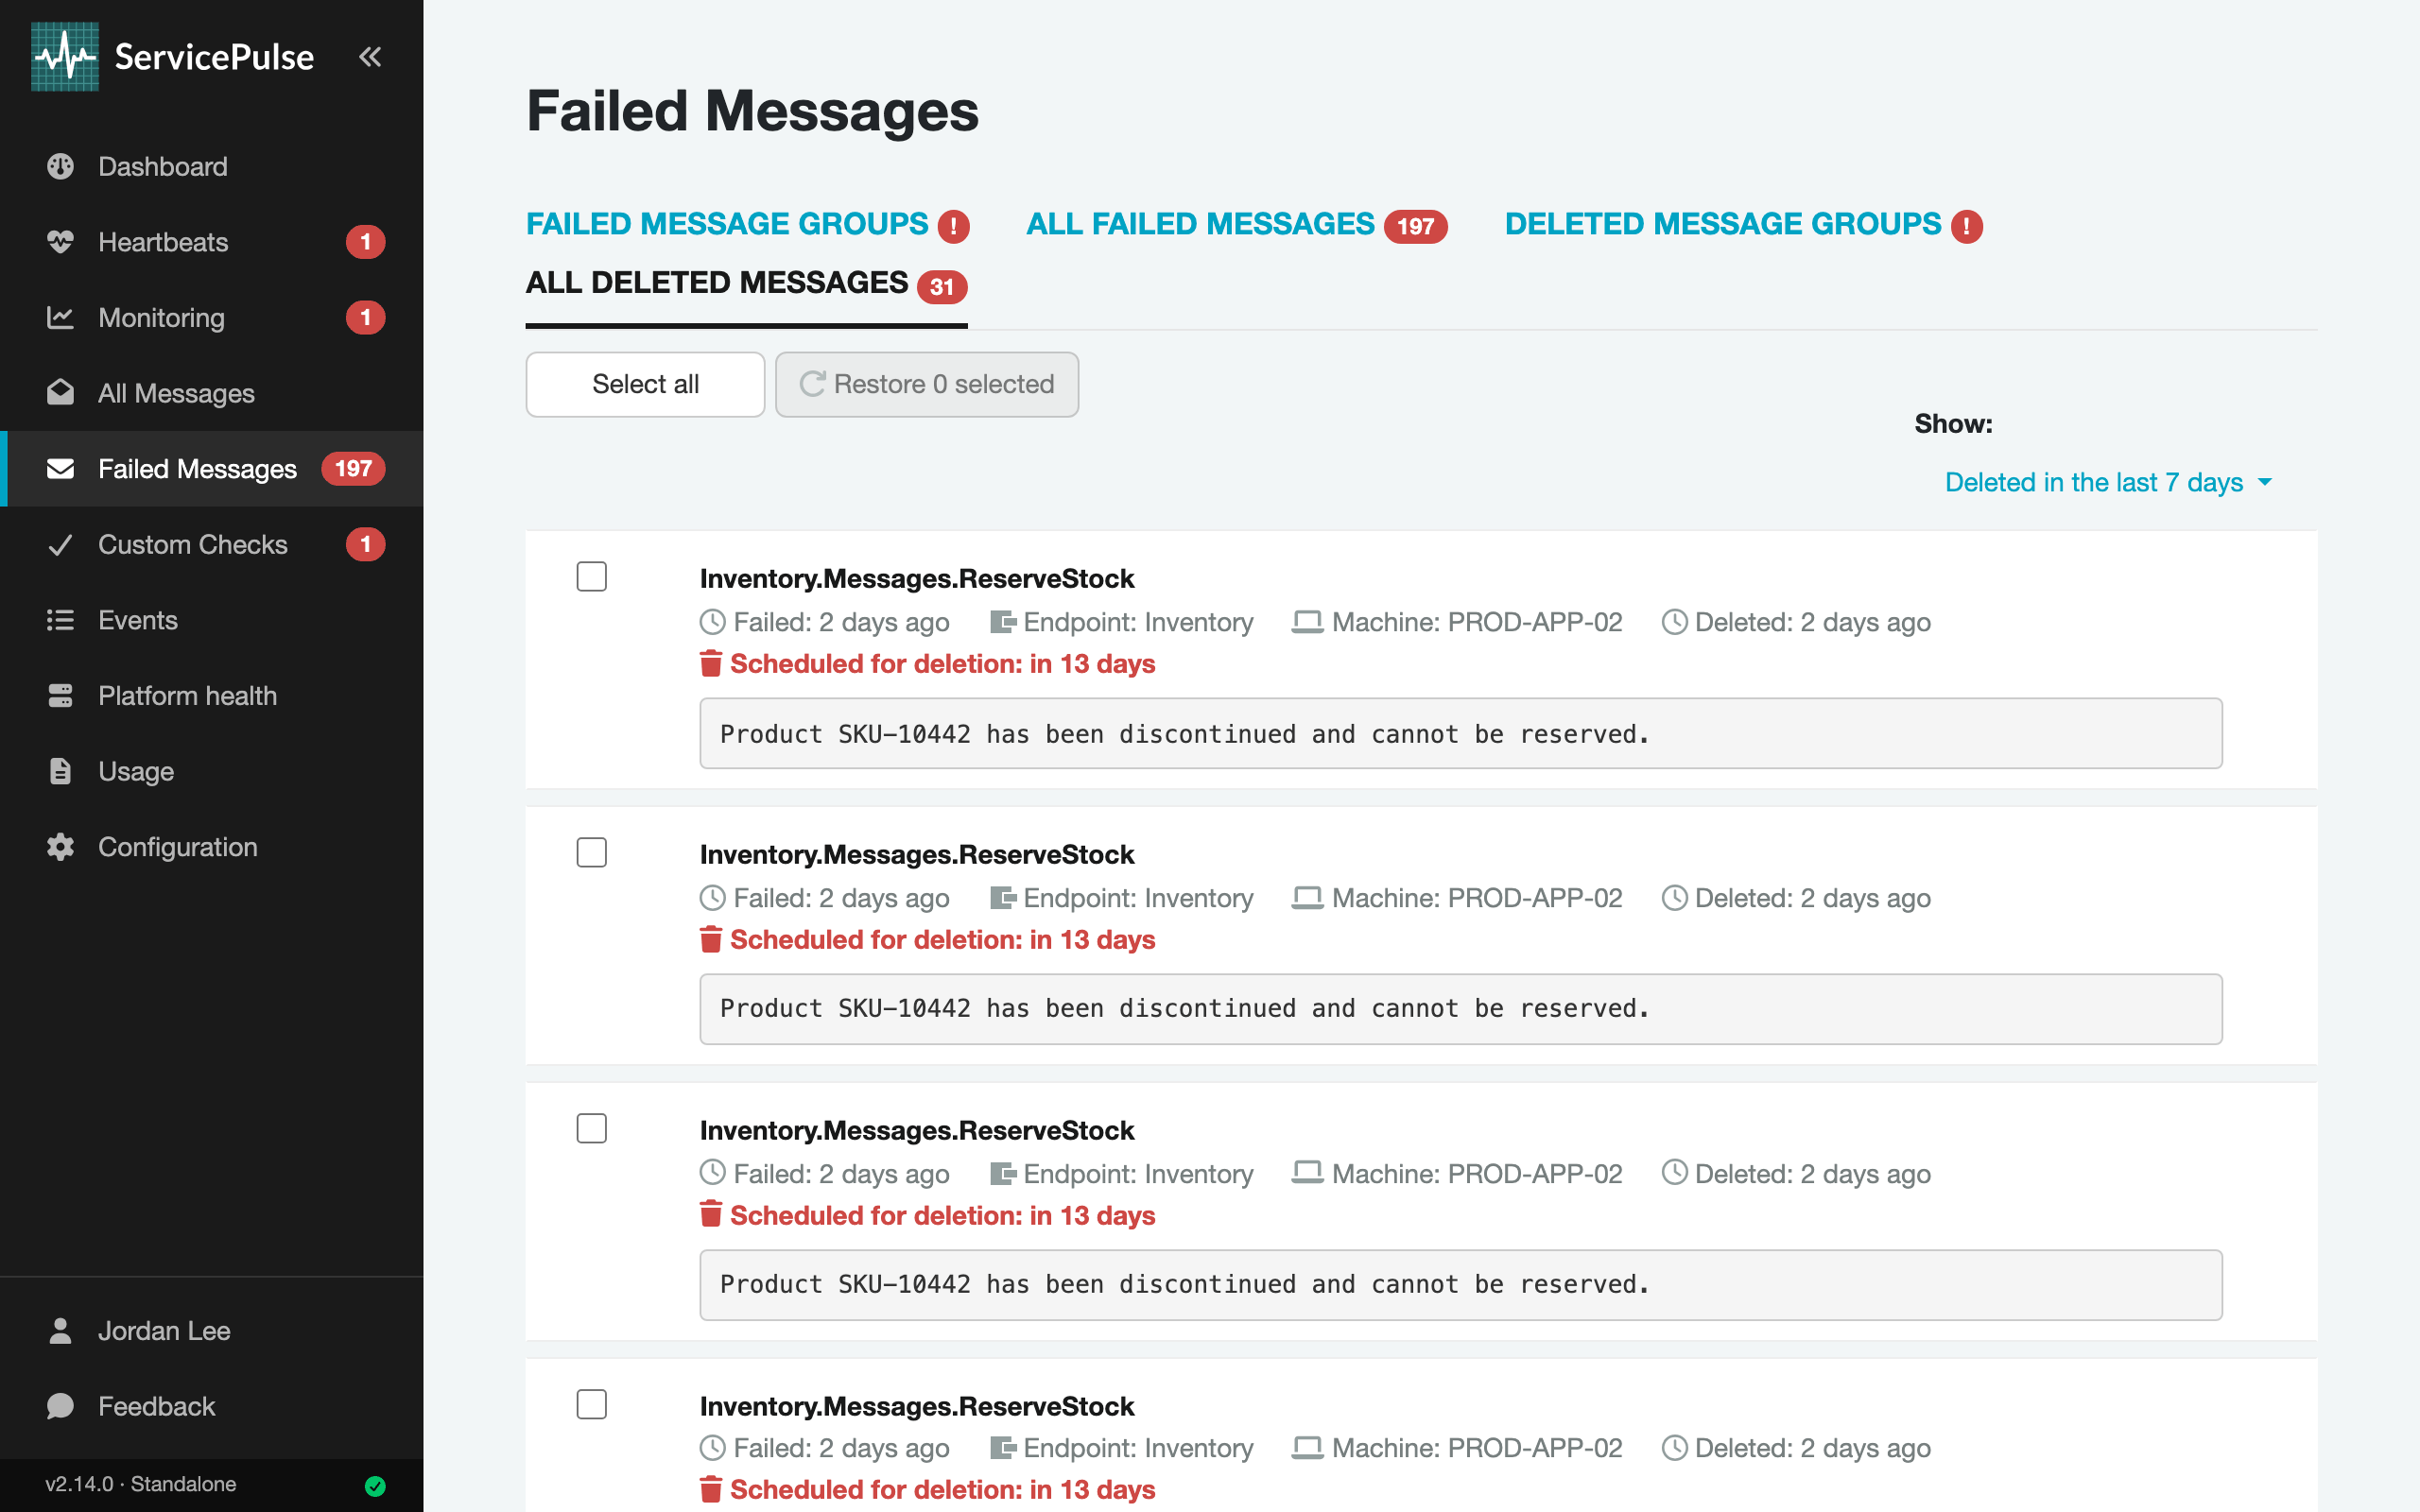 ServicePulse
Dashboard
Heartbeats 1
Monitoring 1
All Messages
Failed Messages 197
Custom Checks 1
Events
Platform health
Usage
Configuration
Jordan Lee
Feedback
v2.14.0 · Standalone
Failed Messages
FAILED MESSAGE GROUPS ! ALL FAILED MESSAGES 197 DELETED MESSAGE GROUPS !
ALL DELETED MESSAGES 31
Select all Restore 0 selected
Show:
Deleted in the last 7 days
Inventory.Messages.ReserveStock
Failed: 2 days ago Endpoint: Inventory Machine: PROD-APP-02 Deleted: 2 days ago
Scheduled for deletion: in 13 days
Product SKU-10442 has been discontinued and cannot be reserved.
Inventory.Messages.ReserveStock
Failed: 2 days ago Endpoint: Inventory Machine: PROD-APP-02 Deleted: 2 days ago
Scheduled for deletion: in 13 days
Product SKU-10442 has been discontinued and cannot be reserved.
Inventory.Messages.ReserveStock
Failed: 2 days ago Endpoint: Inventory Machine: PROD-APP-02 Deleted: 2 days ago
Scheduled for deletion: in 13 days
Product SKU-10442 has been discontinued and cannot be reserved.
Inventory.Messages.ReserveStock
Failed: 2 days ago Endpoint: Inventory Machine: PROD-APP-02 Deleted: 2 days ago
Scheduled for deletion: in 13 days